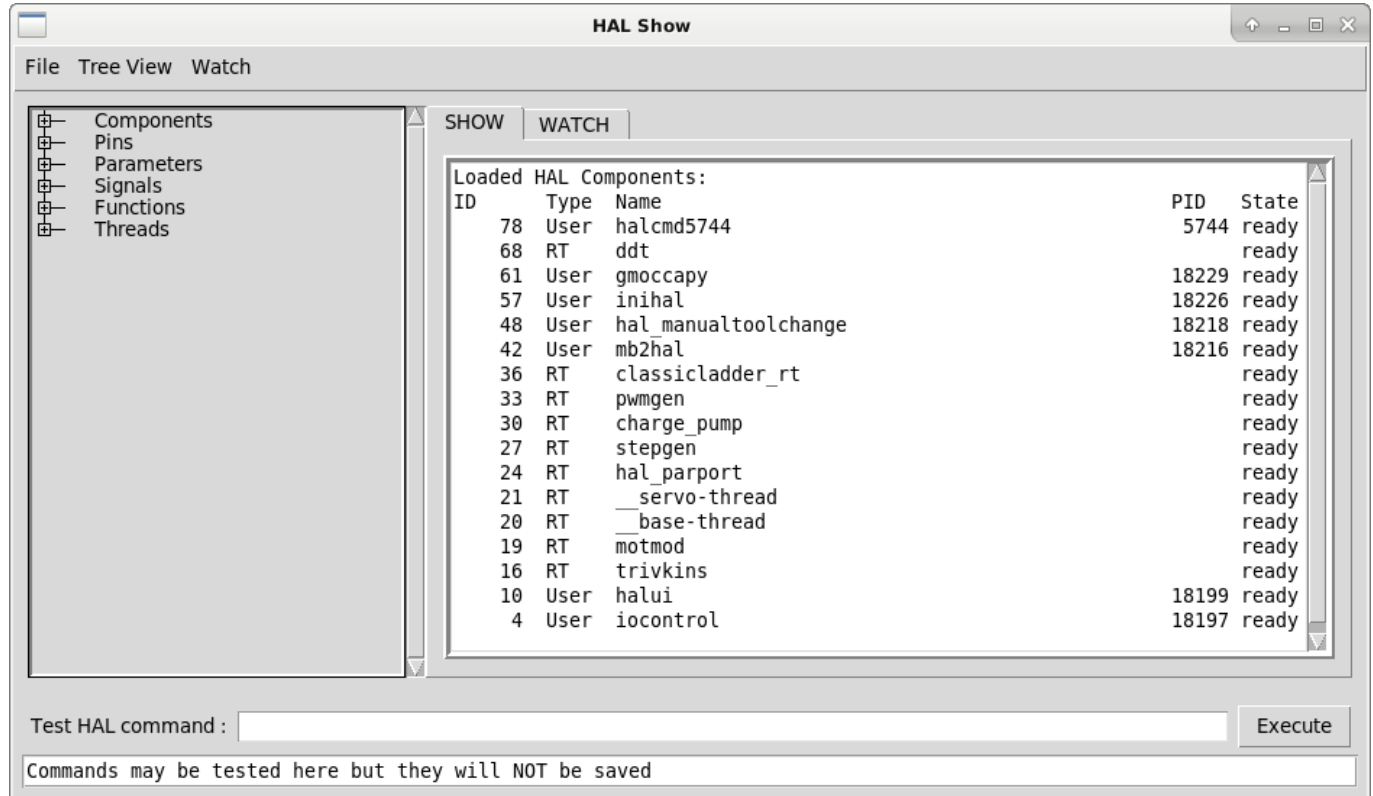 HAL Show
File Tree View Watch
Components
Pins
Parameters
Signals
Functions
Threads
SHOW WATCH
Loaded HAL Components:
ID Type Name PID State
78 User halcmd5744 5744 ready
68 RT ddt ready
61 User gmoccapy 18229 ready
57 User inihal 18226 ready
48 User hal_manualtoolchange 18218 ready
42 User mb2hal 18216 ready
36 RT classicladder_rt ready
33 RT pwmgen ready
30 RT charge_pump ready
27 RT stepgen ready
24 RT hal_parport ready
21 RT __servo-thread ready
20 RT __base-thread ready
19 RT motmod ready
16 RT trivkins ready
10 User halui 18199 ready
4 User iocontrol 18197 ready
Test HAL command :
Execute
Commands may be tested here but they will NOT be saved